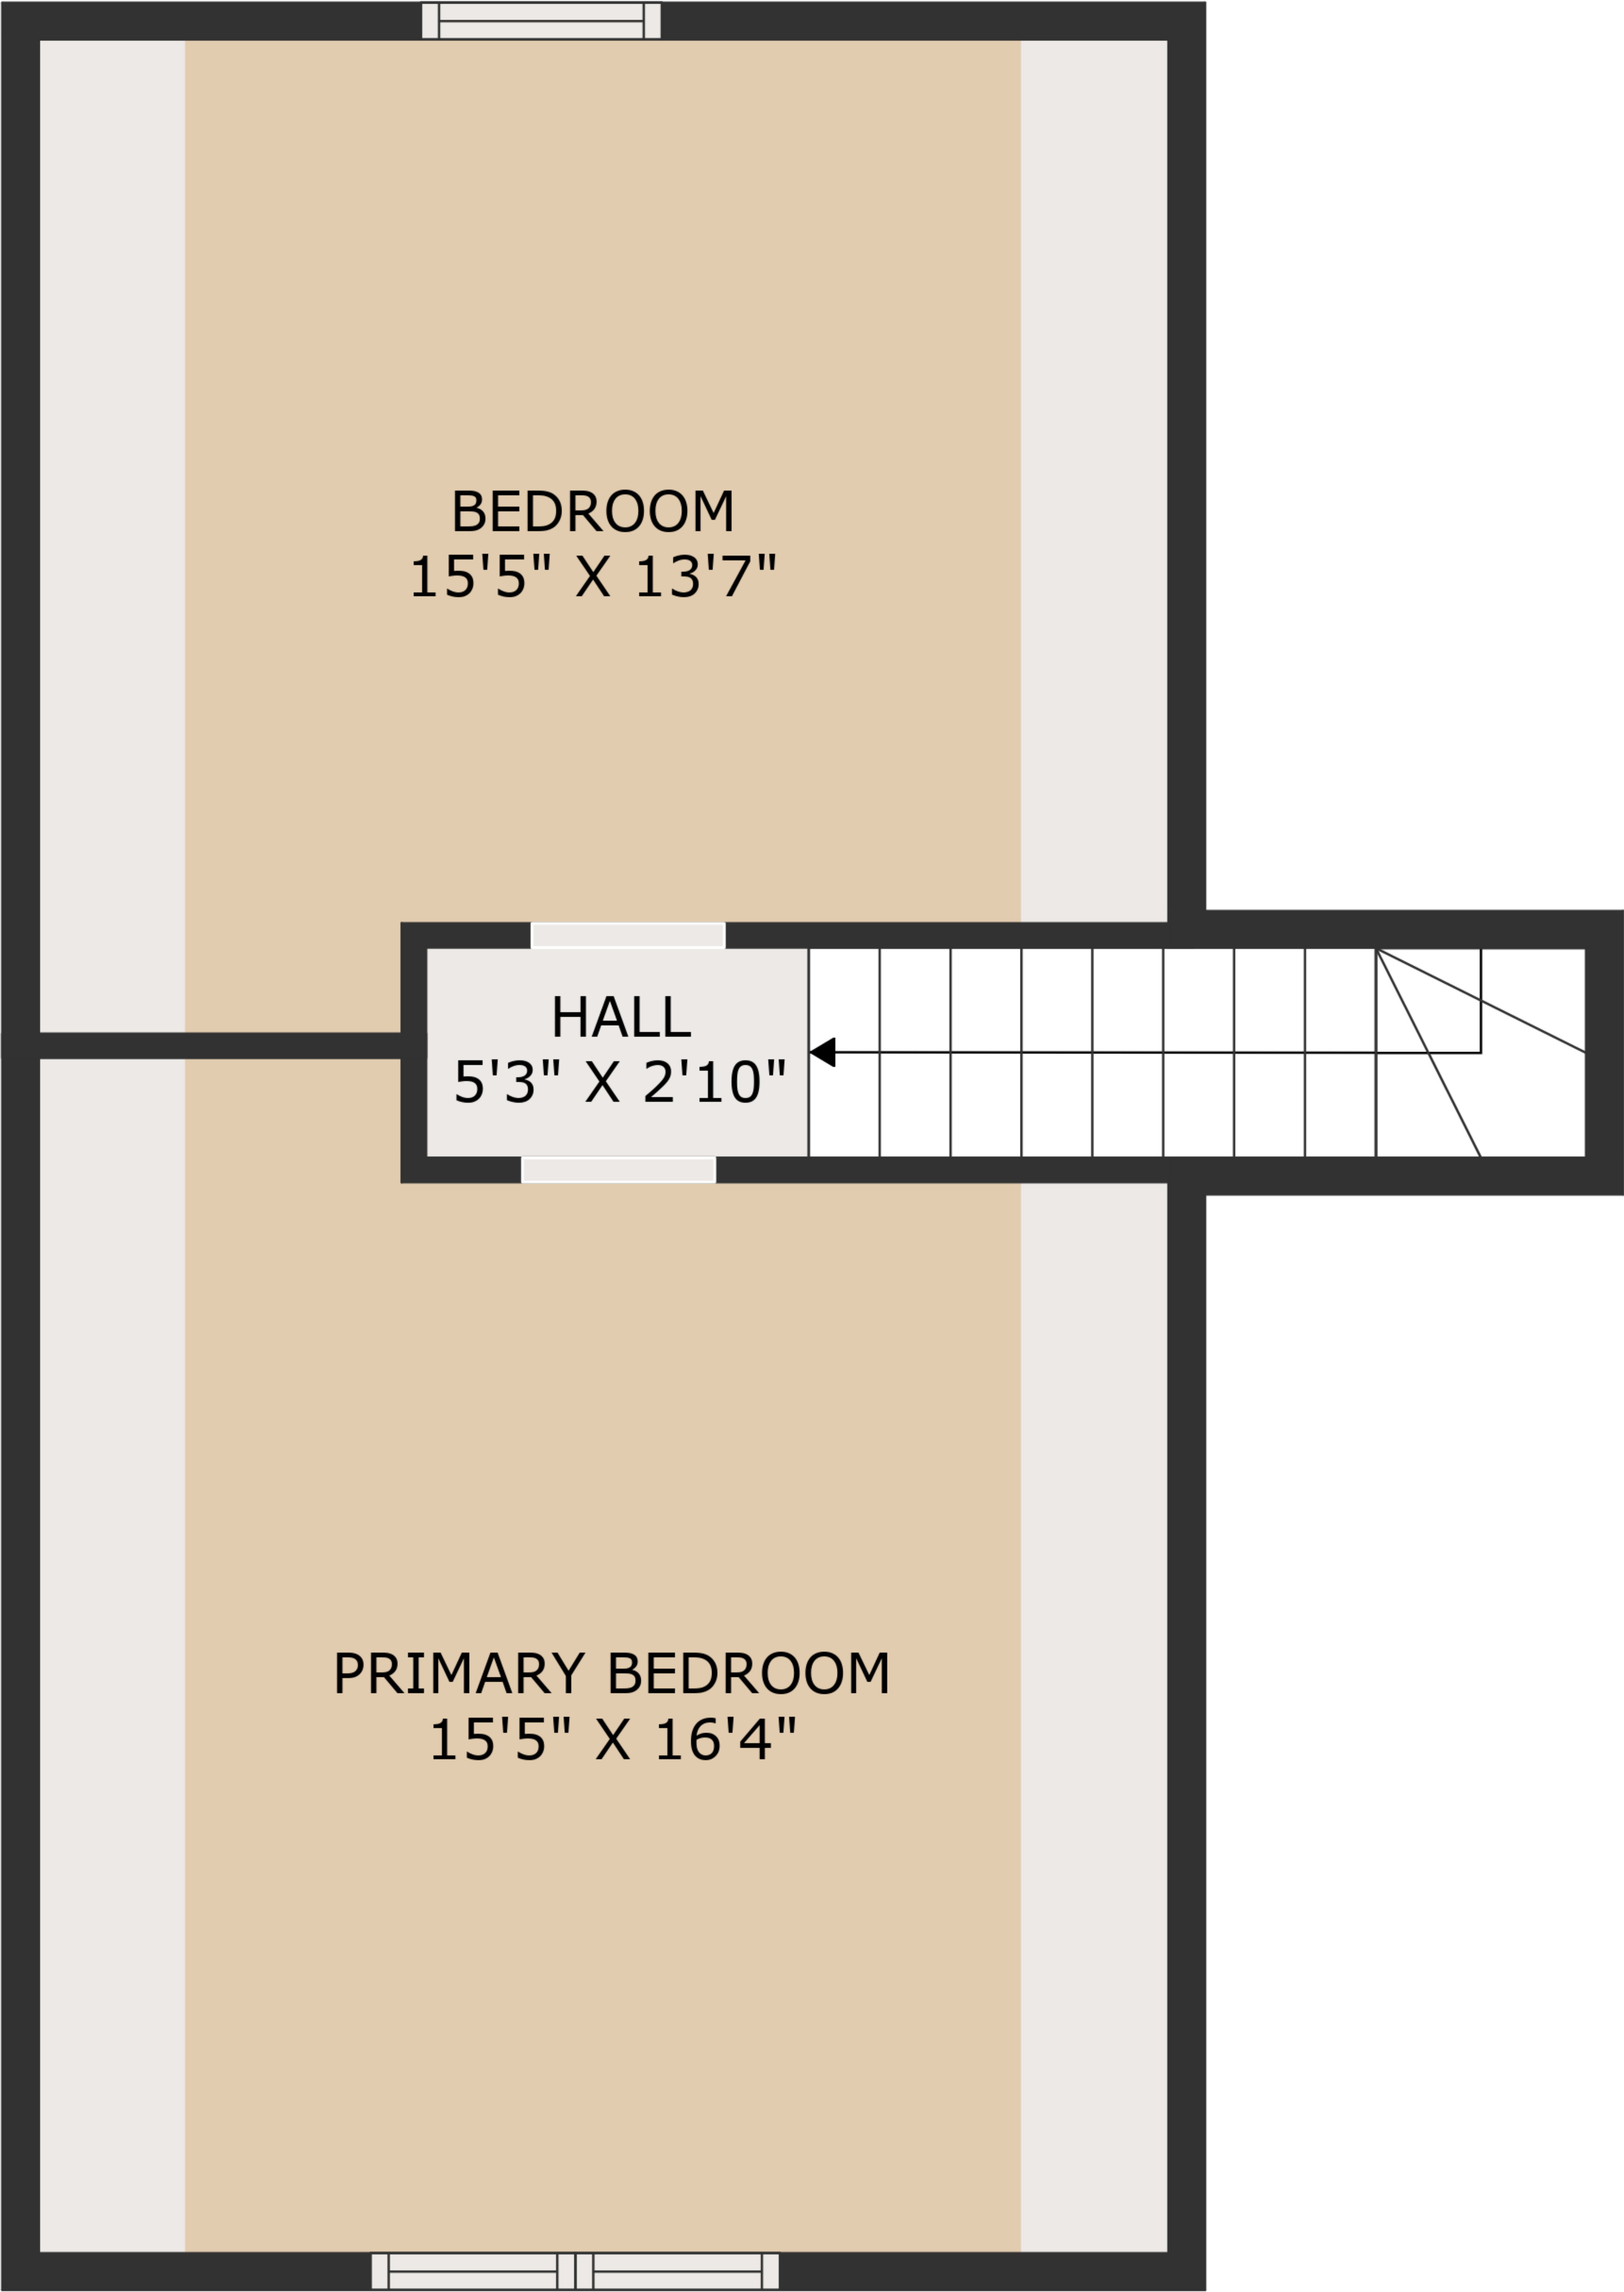 BEDROOM
15'5" X 13'7"
HALL
5'3" X 2'10"
PRIMARY BEDROOM
15'5" X 16'4"